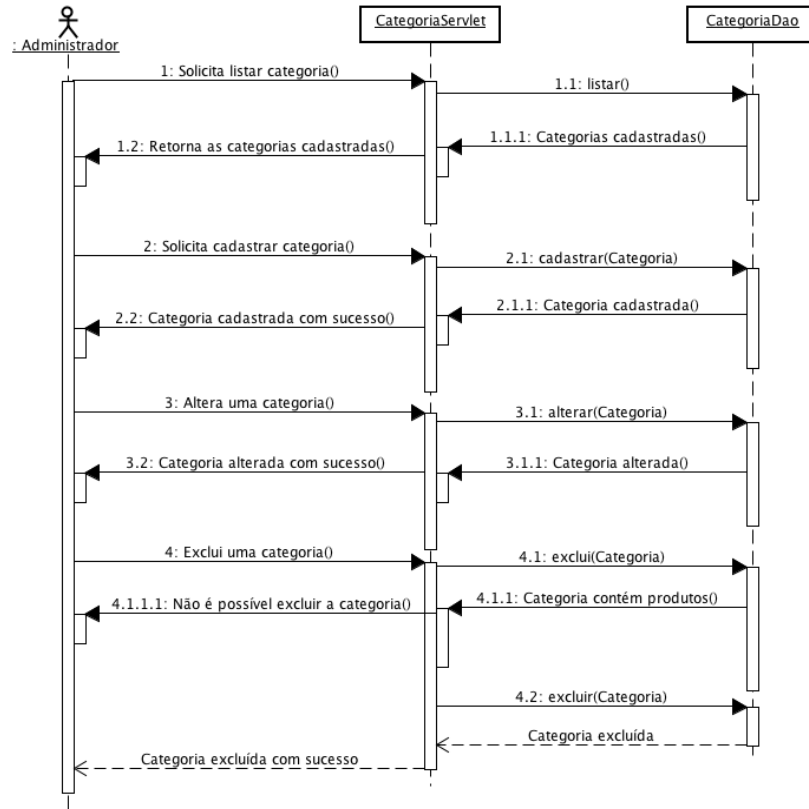 CategoriaServlet
CategoriaDao
: Administrador
1: Solicita listar categoria()
1.1: listar()
1.1.1: Categorias cadastradas()
1.2: Retorna as categorias cadastradas()
2: Solicita cadastrar categoria()
2.1: cadastrar(Categoria)
2.1.1: Categoria cadastrada()
2.2: Categoria cadastrada com sucesso()
3: Altera uma categoria()
3.1: alterar(Categoria)
3.1.1: Categoria alterada()
3.2: Categoria alterada com sucesso()
4: Exclui uma categoria()
4.1: exclui(Categoria)
4.1.1: Categoria contém produtos()
4.1.1.1: Não é possível excluir a categoria()
4.2: excluir(Categoria)
Categoria excluída
Categoria excluída com sucesso